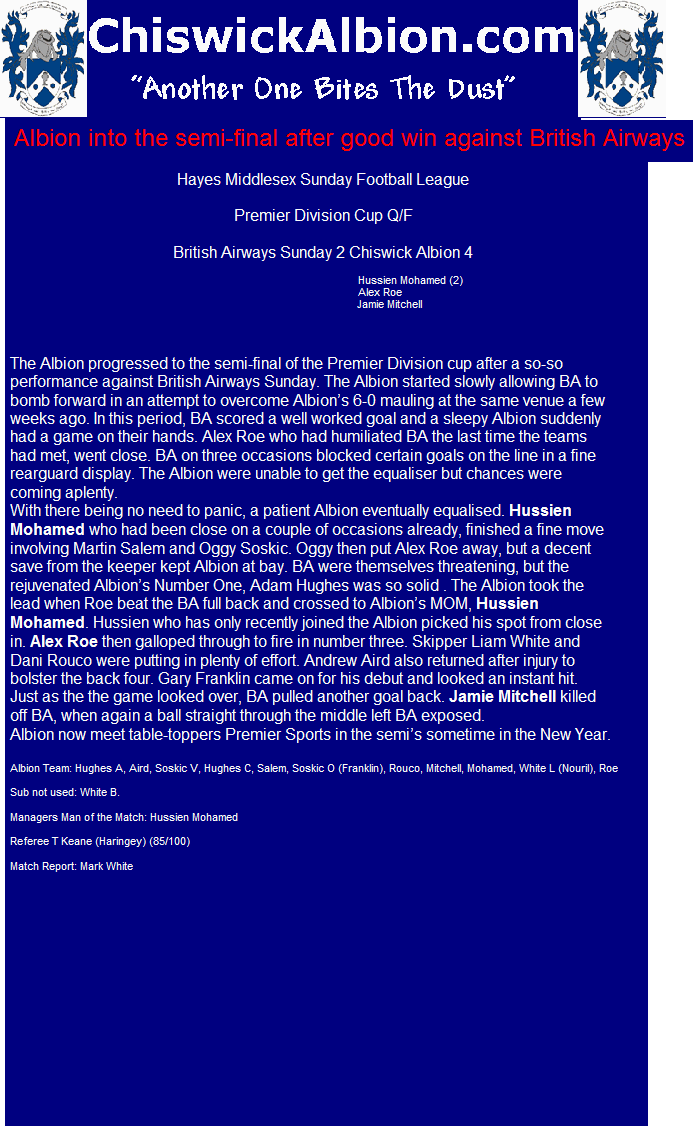 ChiswickAlbion.com
"Another One Bites The Dust"
Albion into the semi-final after good win against British Airways
Hayes Middlesex Sunday Football League
Premier Division Cup Q/F
British Airways Sunday 2 Chiswick Albion 4
Hussien Mohamed (2)
Alex Roe
Jamie Mitchell
The Albion progressed to the semi-final of the Premier Division cup after a so-so
performance against British Airways Sunday. The Albion started slowly allowing BA to
bomb forward in an attempt to overcome Albion's 6-0 mauling at the same venue a few
weeks ago. In this period, BA scored a well worked goal and a sleepy Albion suddenly
had a game on their hands. Alex Roe who had humiliated BA the last time the teams
had met, went close. BA on three occasions blocked certain goals on the line in a fine
rearguard display. The Albion were unable to get the equaliser but chances were
coming aplenty.
With there being no need to panic, a patient Albion eventually equalised. Hussien
Mohamed who had been close on a couple of occasions already, finished a fine move
involving Martin Salem and Oggy Soskic. Oggy then put Alex Roe away, but a decent
save from the keeper kept Albion at bay. BA were themselves threatening, but the
rejuvenated Albion's Number One, Adam Hughes was so solid . The Albion took the
lead when Roe beat the BA full back and crossed to Albion's MOM, Hussien
Mohamed. Hussien who has only recently joined the Albion picked his spot from close
in. Alex Roe then galloped through to fire in number three. Skipper Liam White and
Dani Rouco were putting in plenty of effort. Andrew Aird also returned after injury to
bolster the back four. Gary Franklin came on for his debut and looked an instant hit.
Just as the the game looked over, BA pulled another goal back. Jamie Mitchell killed
off BA, when again a ball straight through the middle left BA exposed.
Albion now meet table-toppers Premier Sports in the semi's sometime in the New Year.
Albion Team: Hughes A, Aird, Soskic V, Hughes C, Salem, Soskic O (Franklin), Rouco, Mitchell, Mohamed, White L (Nouril), Roe
Sub not used: White B.
Managers Man of the Match: Hussien Mohamed
Referee T Keane (Haringey) (85/100)
Match Report: Mark White